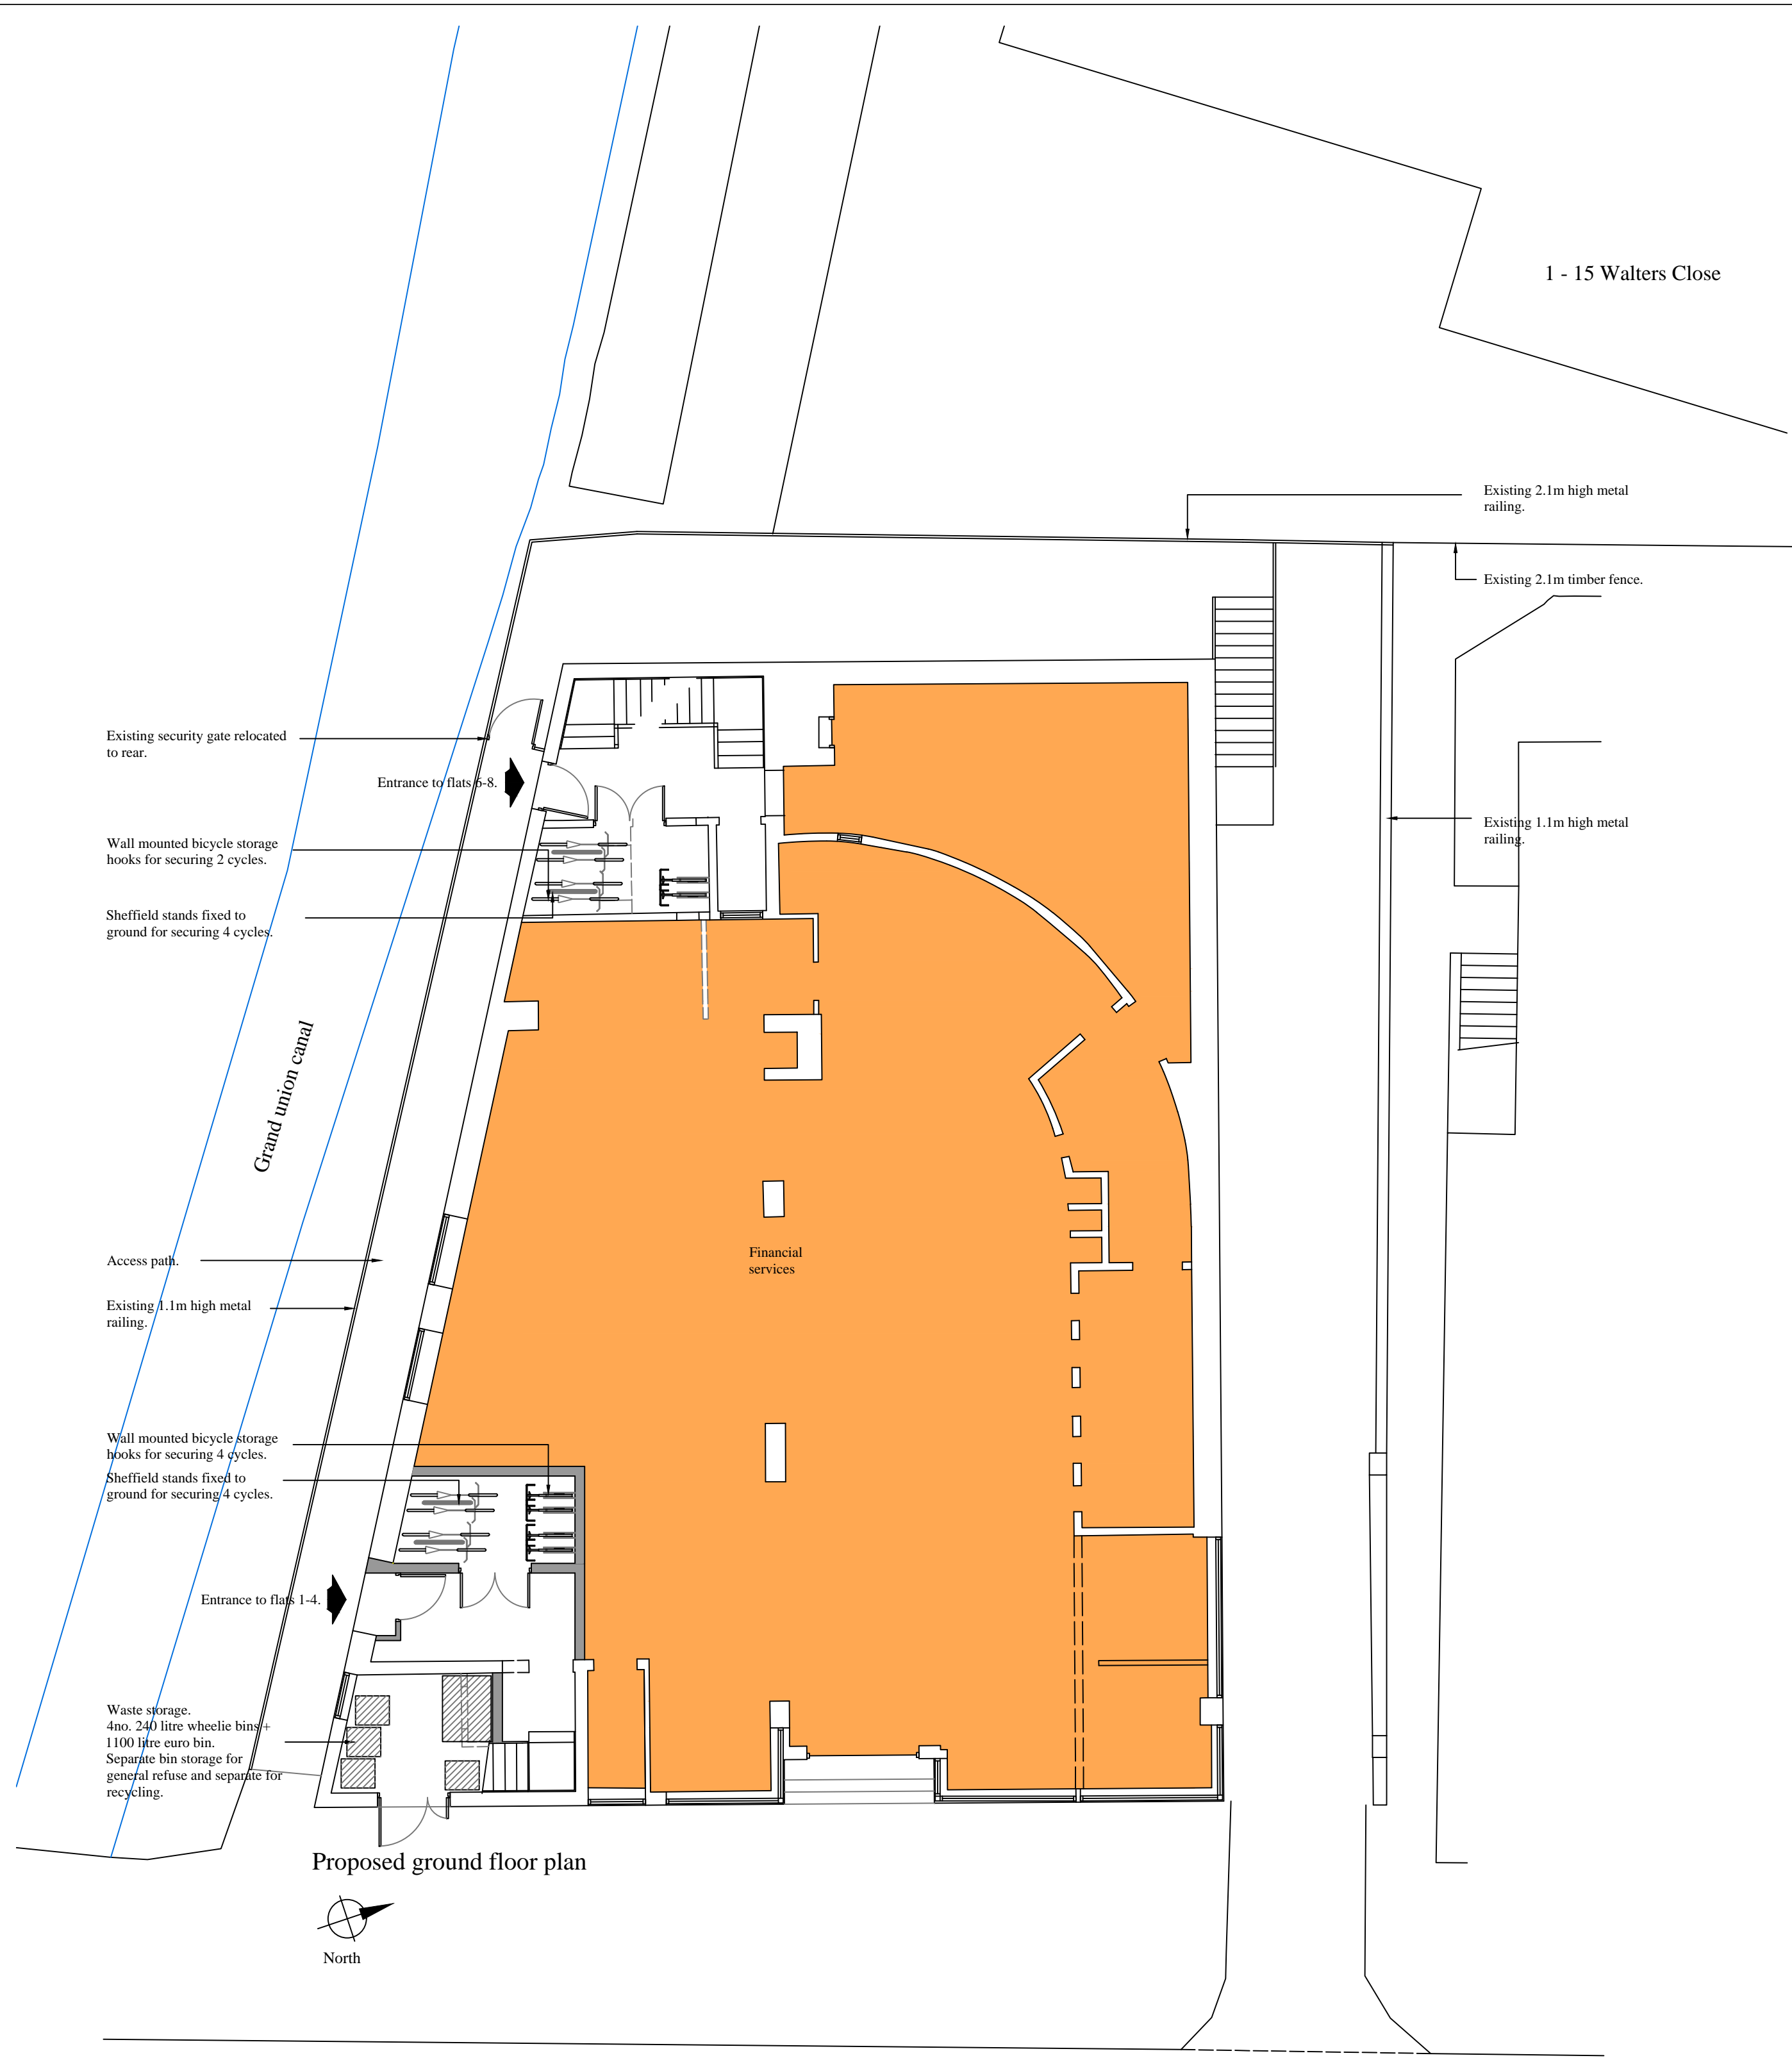 1 - 15 Walters Close
Existing 2.1m high metal
railing.
Existing 2.1m timber fence.
Existing security gate relocated
to rear.
Entrance to flats 6-8.
Existing 1.1m high metal
railing.
Wall mounted bicycle storage
hooks for securing 2 cycles.
Sheffield stands fixed to
ground for securing 4 cycles.
Grand union canal
Financial
services
Access path.
Existing 1.1m high metal
railing.
Wall mounted bicycle storage
hooks for securing 4 cycles.
Sheffield stands fixed to
ground for securing 4 cycles.
Entrance to flats 1-4.
Waste storage.
4no. 240 litre wheelie bins +
1100 litre euro bin.
Separate bin storage for
general refuse and separate for
recycling.
Proposed ground floor plan
North